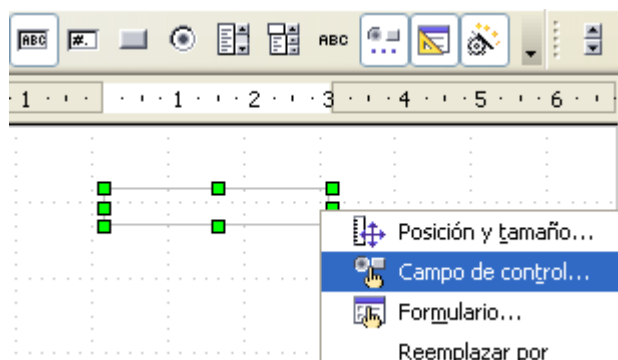 ABC #. ABC
1 1 2 3 4 5 6
Posición y tamaño...
Campo de control...
Formulario...
Reemplazar por